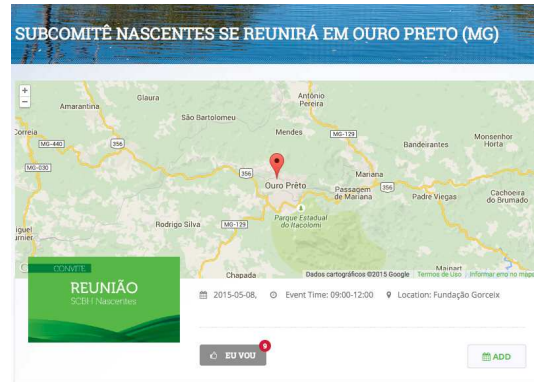 SUBCOMITÊ NASCENTES SE REUNIRÁ EM OURO PRETO (MG)
+
−
Glaura
Antônio
Pereira
Amarantina
São Bartolomeu
Correia
Mendes
MG-129
Monsenhor
Horta
MG-440
356
Bandeirantes
MG-030
356
Mariana
Ouro Preto
Passagem
de Mariana
356
Padre Viegas
Cachoeira
do Brumado
Rodrigo Silva
MG-129
Parque Estadual
do Itacolomi
Chapada
Mainart
Dados cartográficos ©2015 Google
Termos de Uso
Informar erro no mapa
CONVITE
REUNIÃO
SCBH Nascentes
2015-05-08,
Event Time: 09:00-12:00
Location: Fundação Gorceix
EU VOU
9
ADD